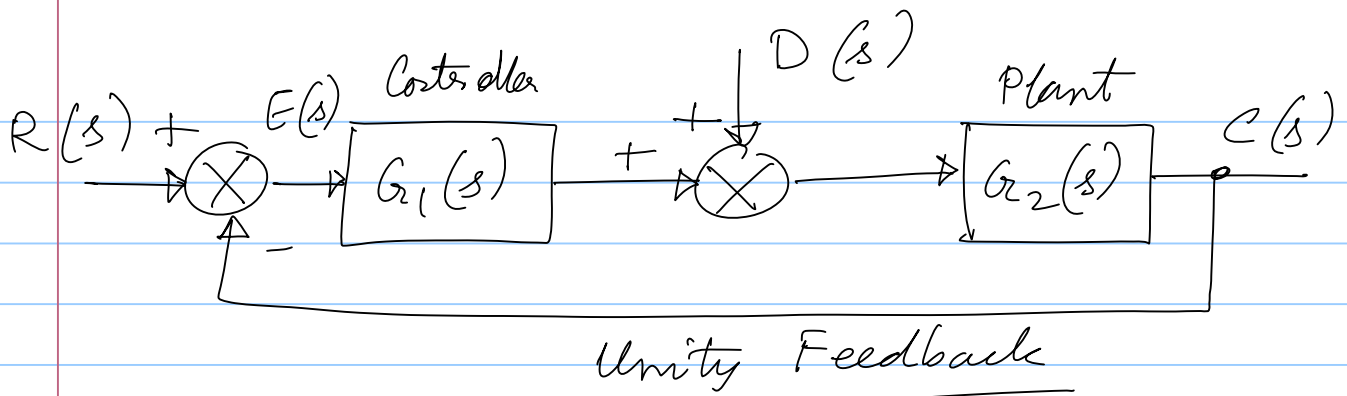 R(s) + E(s) Controller + + D(s) Plant C(s)
G₁(s) G₂(s)
-
Unity Feedback